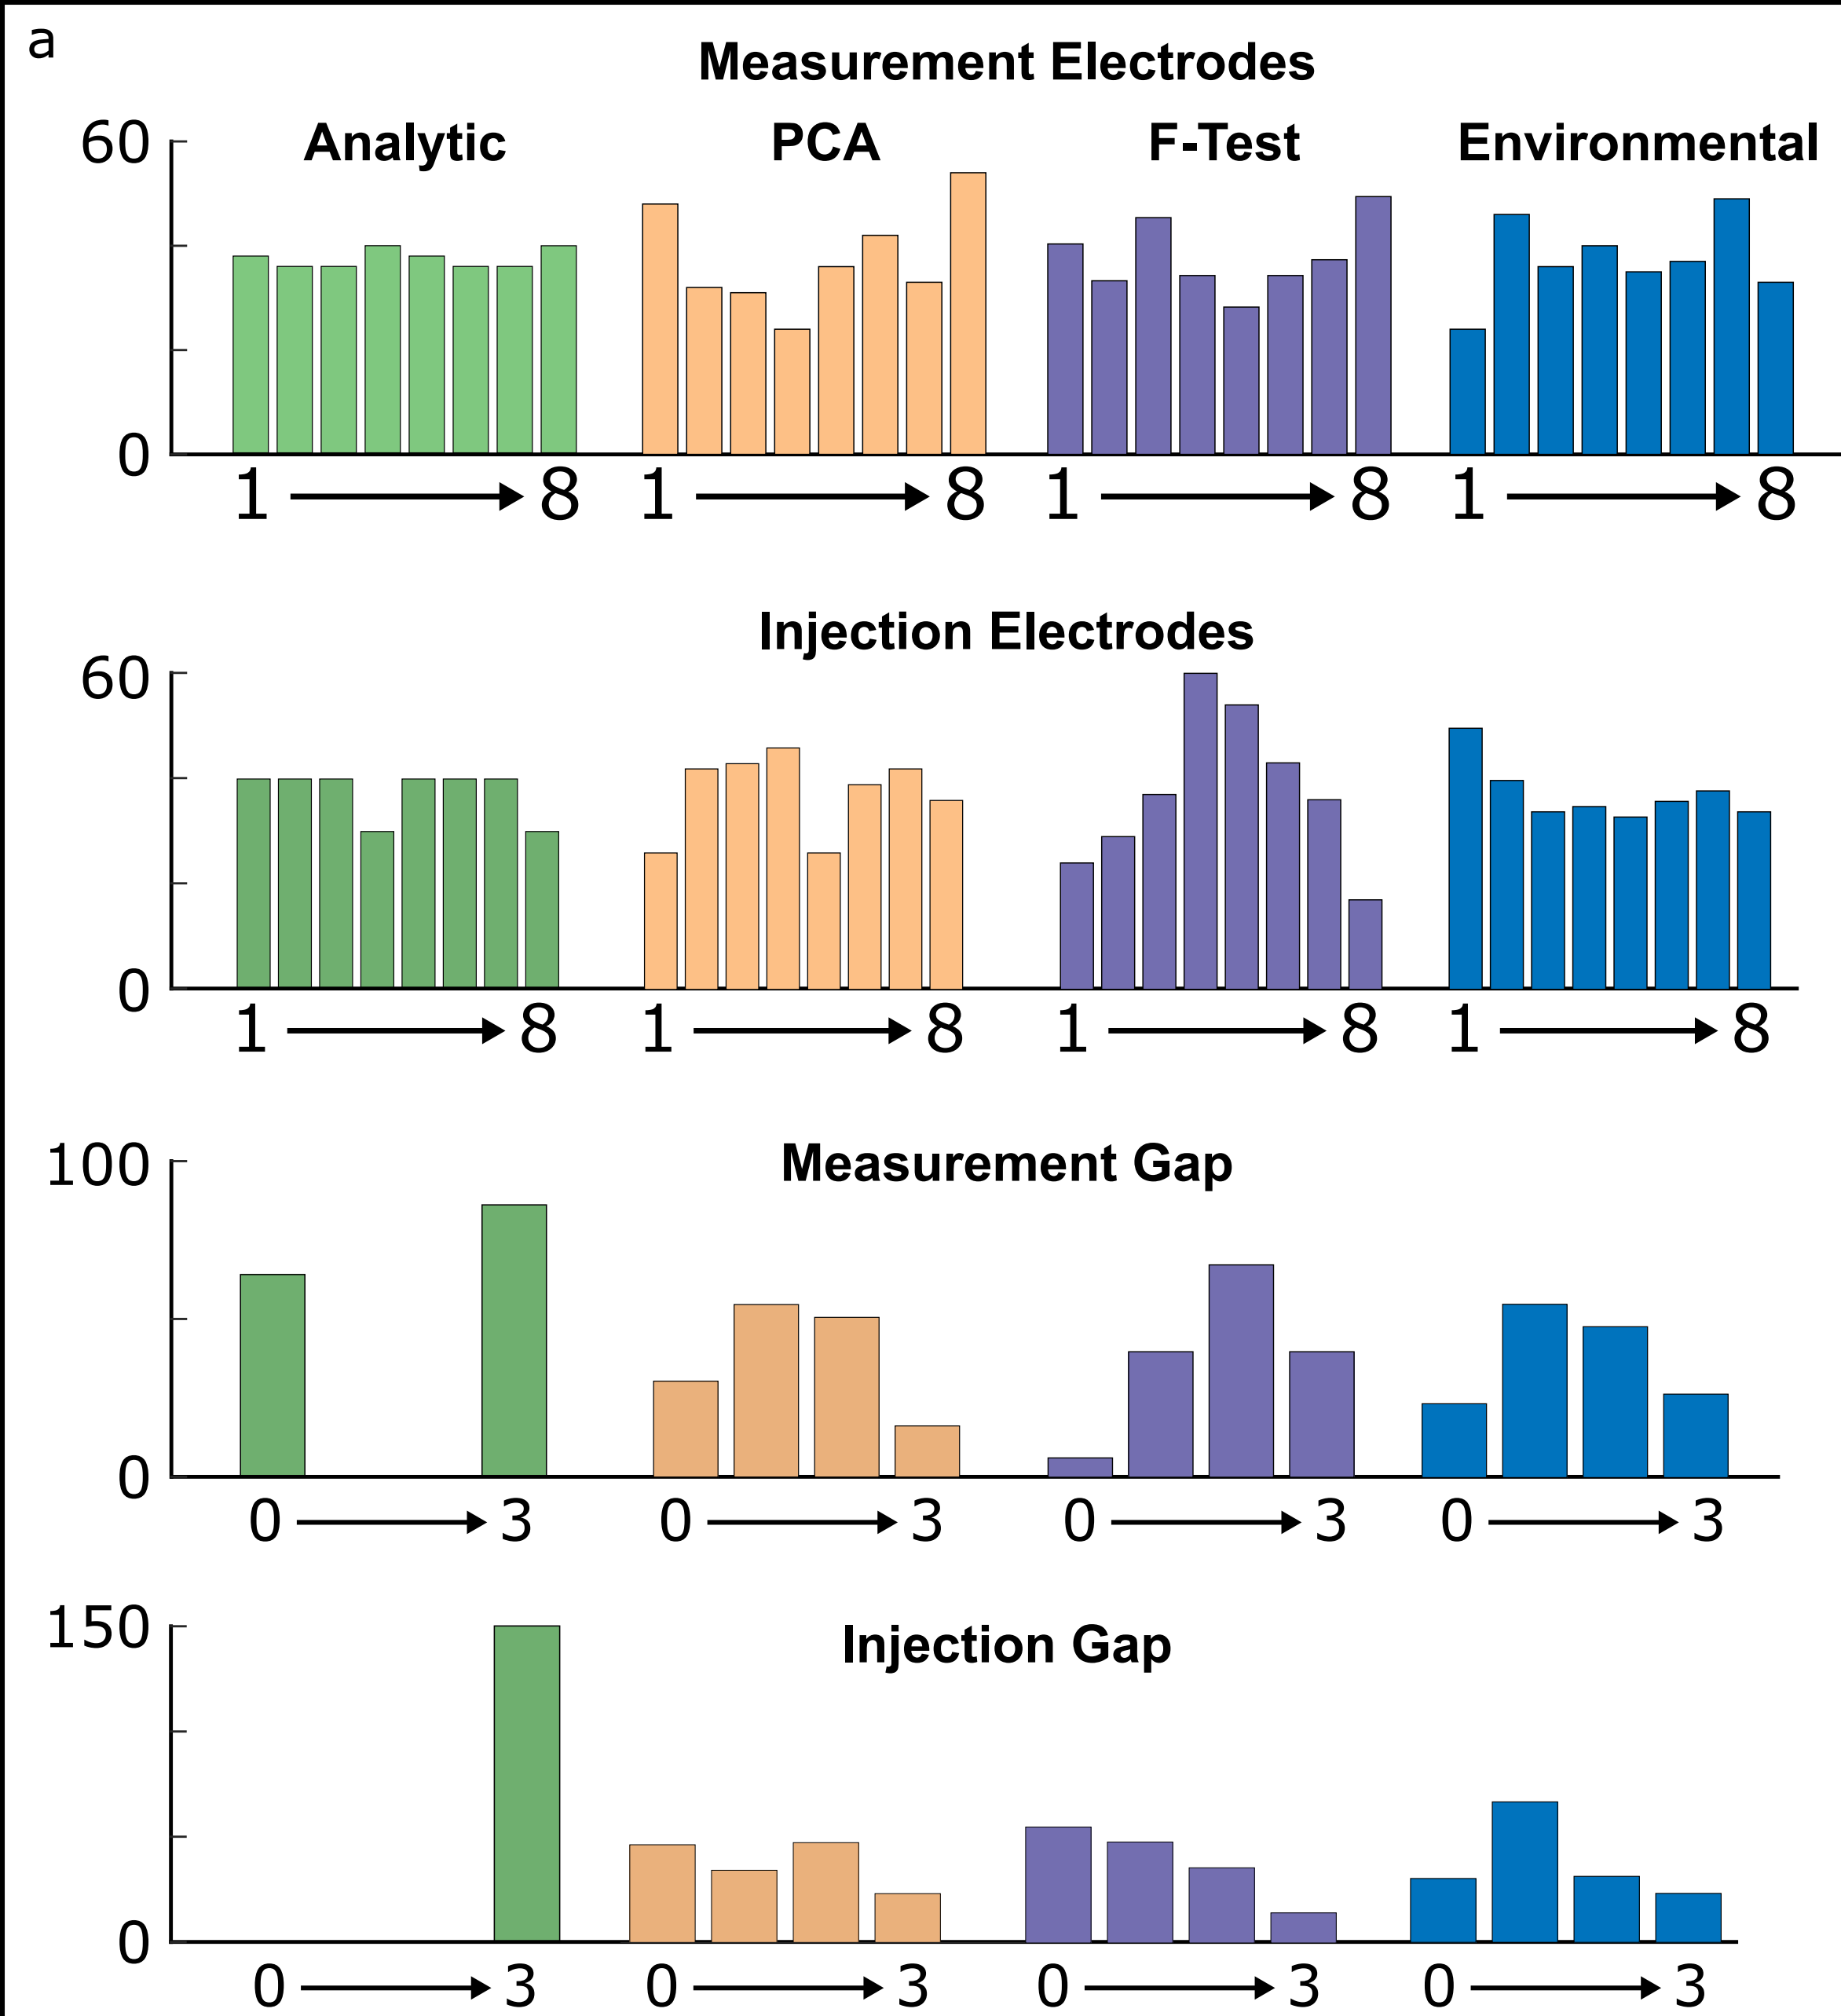 a
Measurement Electrodes
60 Analytic PCA F-Test Environmental
0
1 8 1 8 1 8 1 8
Injection Electrodes
60
0
1 8 1 8 1 8 1 8
Measurement Gap
100
0
0 3 0 3 0 3 0 3
Injection Gap
150
0
0 3 0 3 0 3 0 3